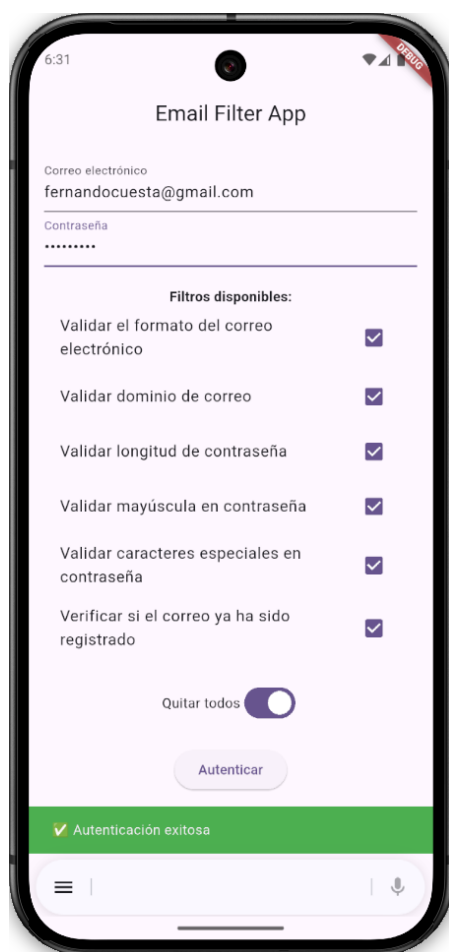 6:31
DEBUG
Email Filter App
Correo electrónico
fernandocuesta@gmail.com
Contraseña
•••••••••
Filtros disponibles:
Validar el formato del correo
electrónico
Validar dominio de correo
Validar longitud de contraseña
Validar mayúscula en contraseña
Validar caracteres especiales en
contraseña
Verificar si el correo ya ha sido
registrado
Quitar todos
Autenticar
✅ Autenticación exitosa